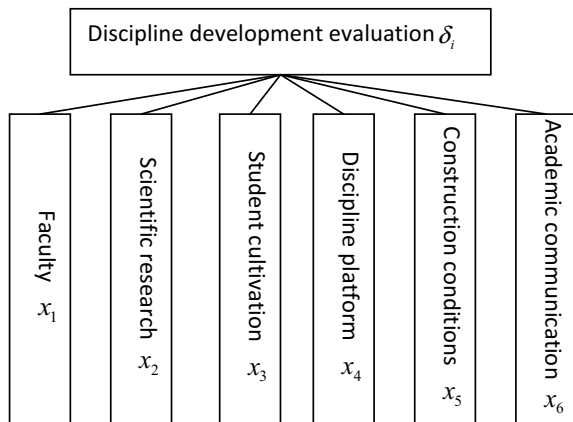 Discipline development evaluation δᵢ
Faculty x₁
Scientific research x₂
Student cultivation x₃
Discipline platform x₄
Construction conditions x₅
Academic communication x₆